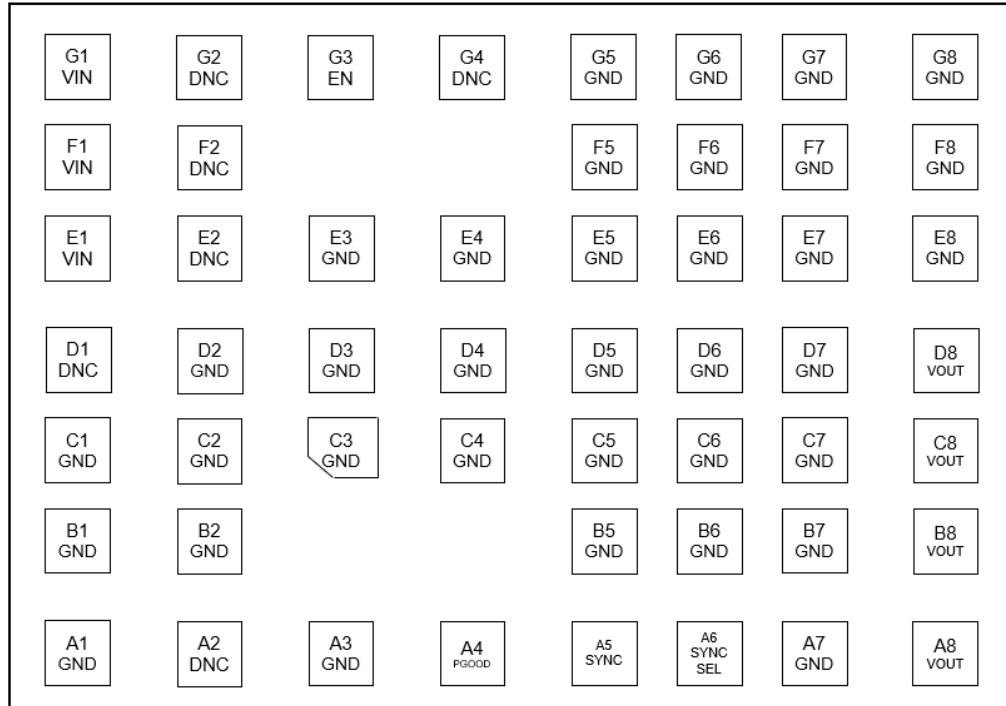 G1 G2 G3 G4 G5 G6 G7 G8
VIN DNC EN DNC GND GND GND GND
F1 F2 F5 F6 F7 F8
VIN DNC GND GND GND GND
E1 E2 E3 E4 E5 E6 E7 E8
VIN DNC GND GND GND GND GND GND
D1 D2 D3 D4 D5 D6 D7 D8
DNC GND GND GND GND GND GND VOUT
C1 C2 C3 C4 C5 C6 C7 C8
GND GND GND GND GND GND GND VOUT
B1 B2 B5 B6 B7 B8
GND GND GND GND GND VOUT
A1 A2 A3 A4 A5 A6 A7 A8
GND DNC GND PGOOD SYNC SYNC GND VOUT
SEL